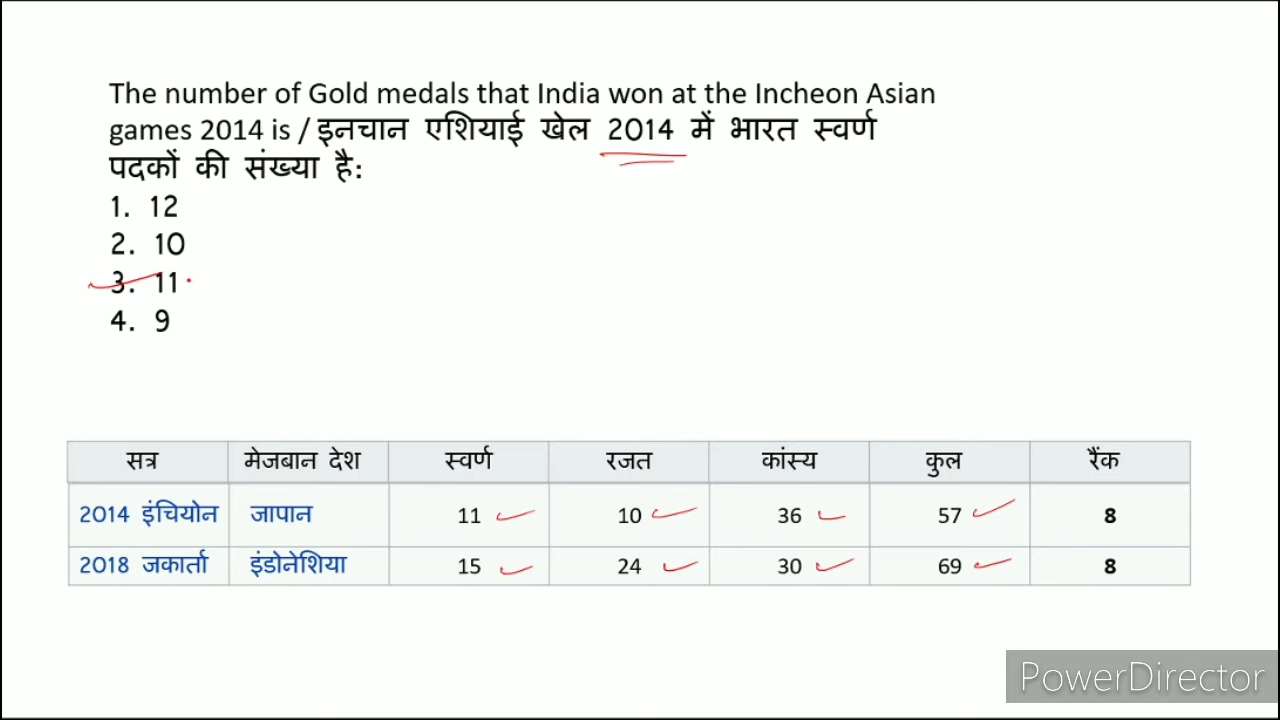 The number of Gold medals that India won at the Incheon Asian
games 2014 is / इनचान एशियाई खेल 2014 में भारत स्वर्ण
पदकों की संख्या है:
1. 12
2. 10
3. 11
4. 9
सत्र मेजबान देश स्वर्ण रजत कांस्य कुल रैंक
2014 इंचियोन जापान 11 10 36 57 8
2018 जकार्ता इंडोनेशिया 15 24 30 69 8
PowerDirector